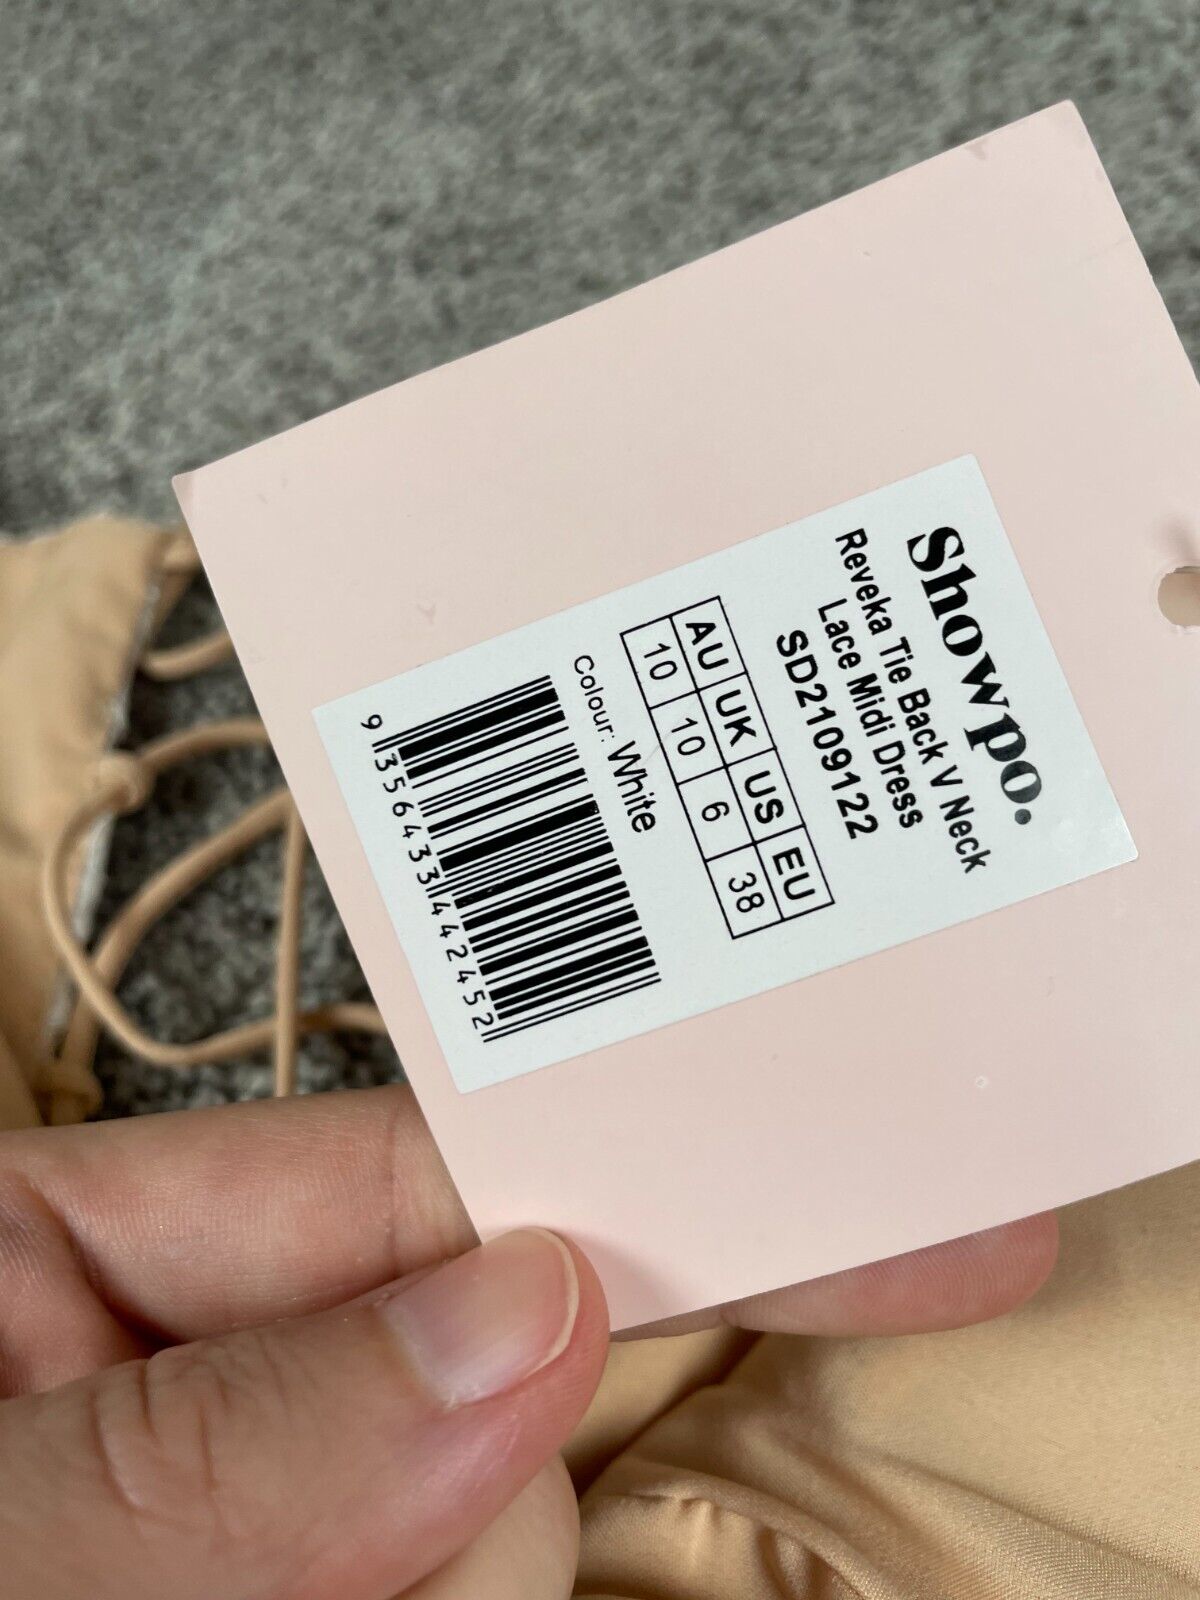 Showpo.
Reveka Tie Back V Neck
Lace Midi Dress
SD2109122
AU UK US EU
10 10 6 38
Colour: White
9 356433 442452